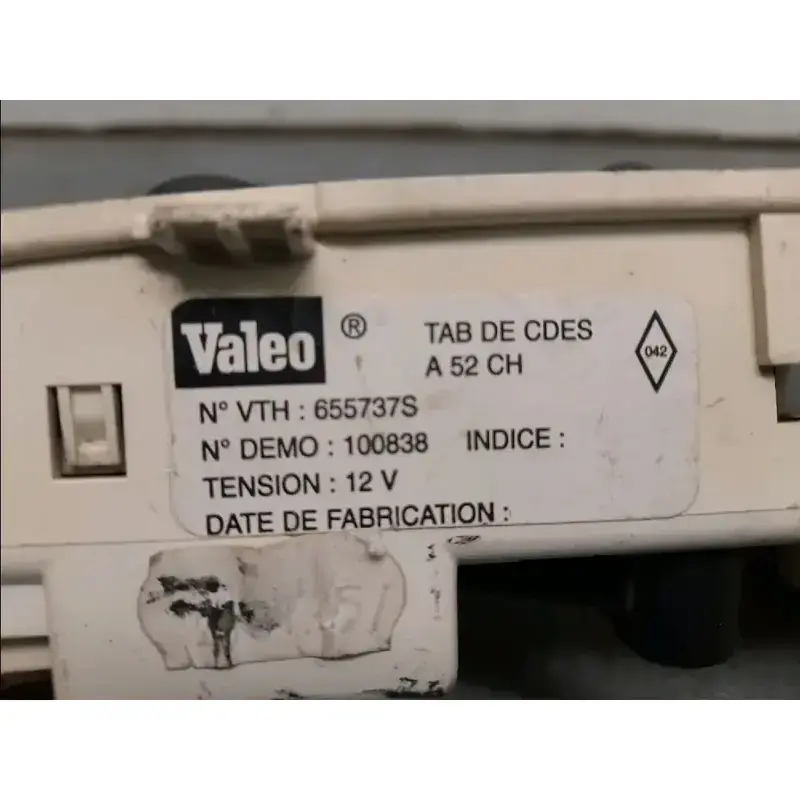 Valeo ® TAB DE CDES
A 52 CH
042
N° VTH : 655737S
N° DEMO : 100838 INDICE :
TENSION : 12 V
DATE DE FABRICATION :